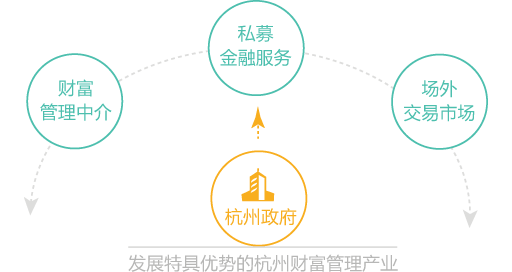 私募
金融服务
财富
管理中介
场外
交易市场
杭州政府
发展特具优势的杭州财富管理产业